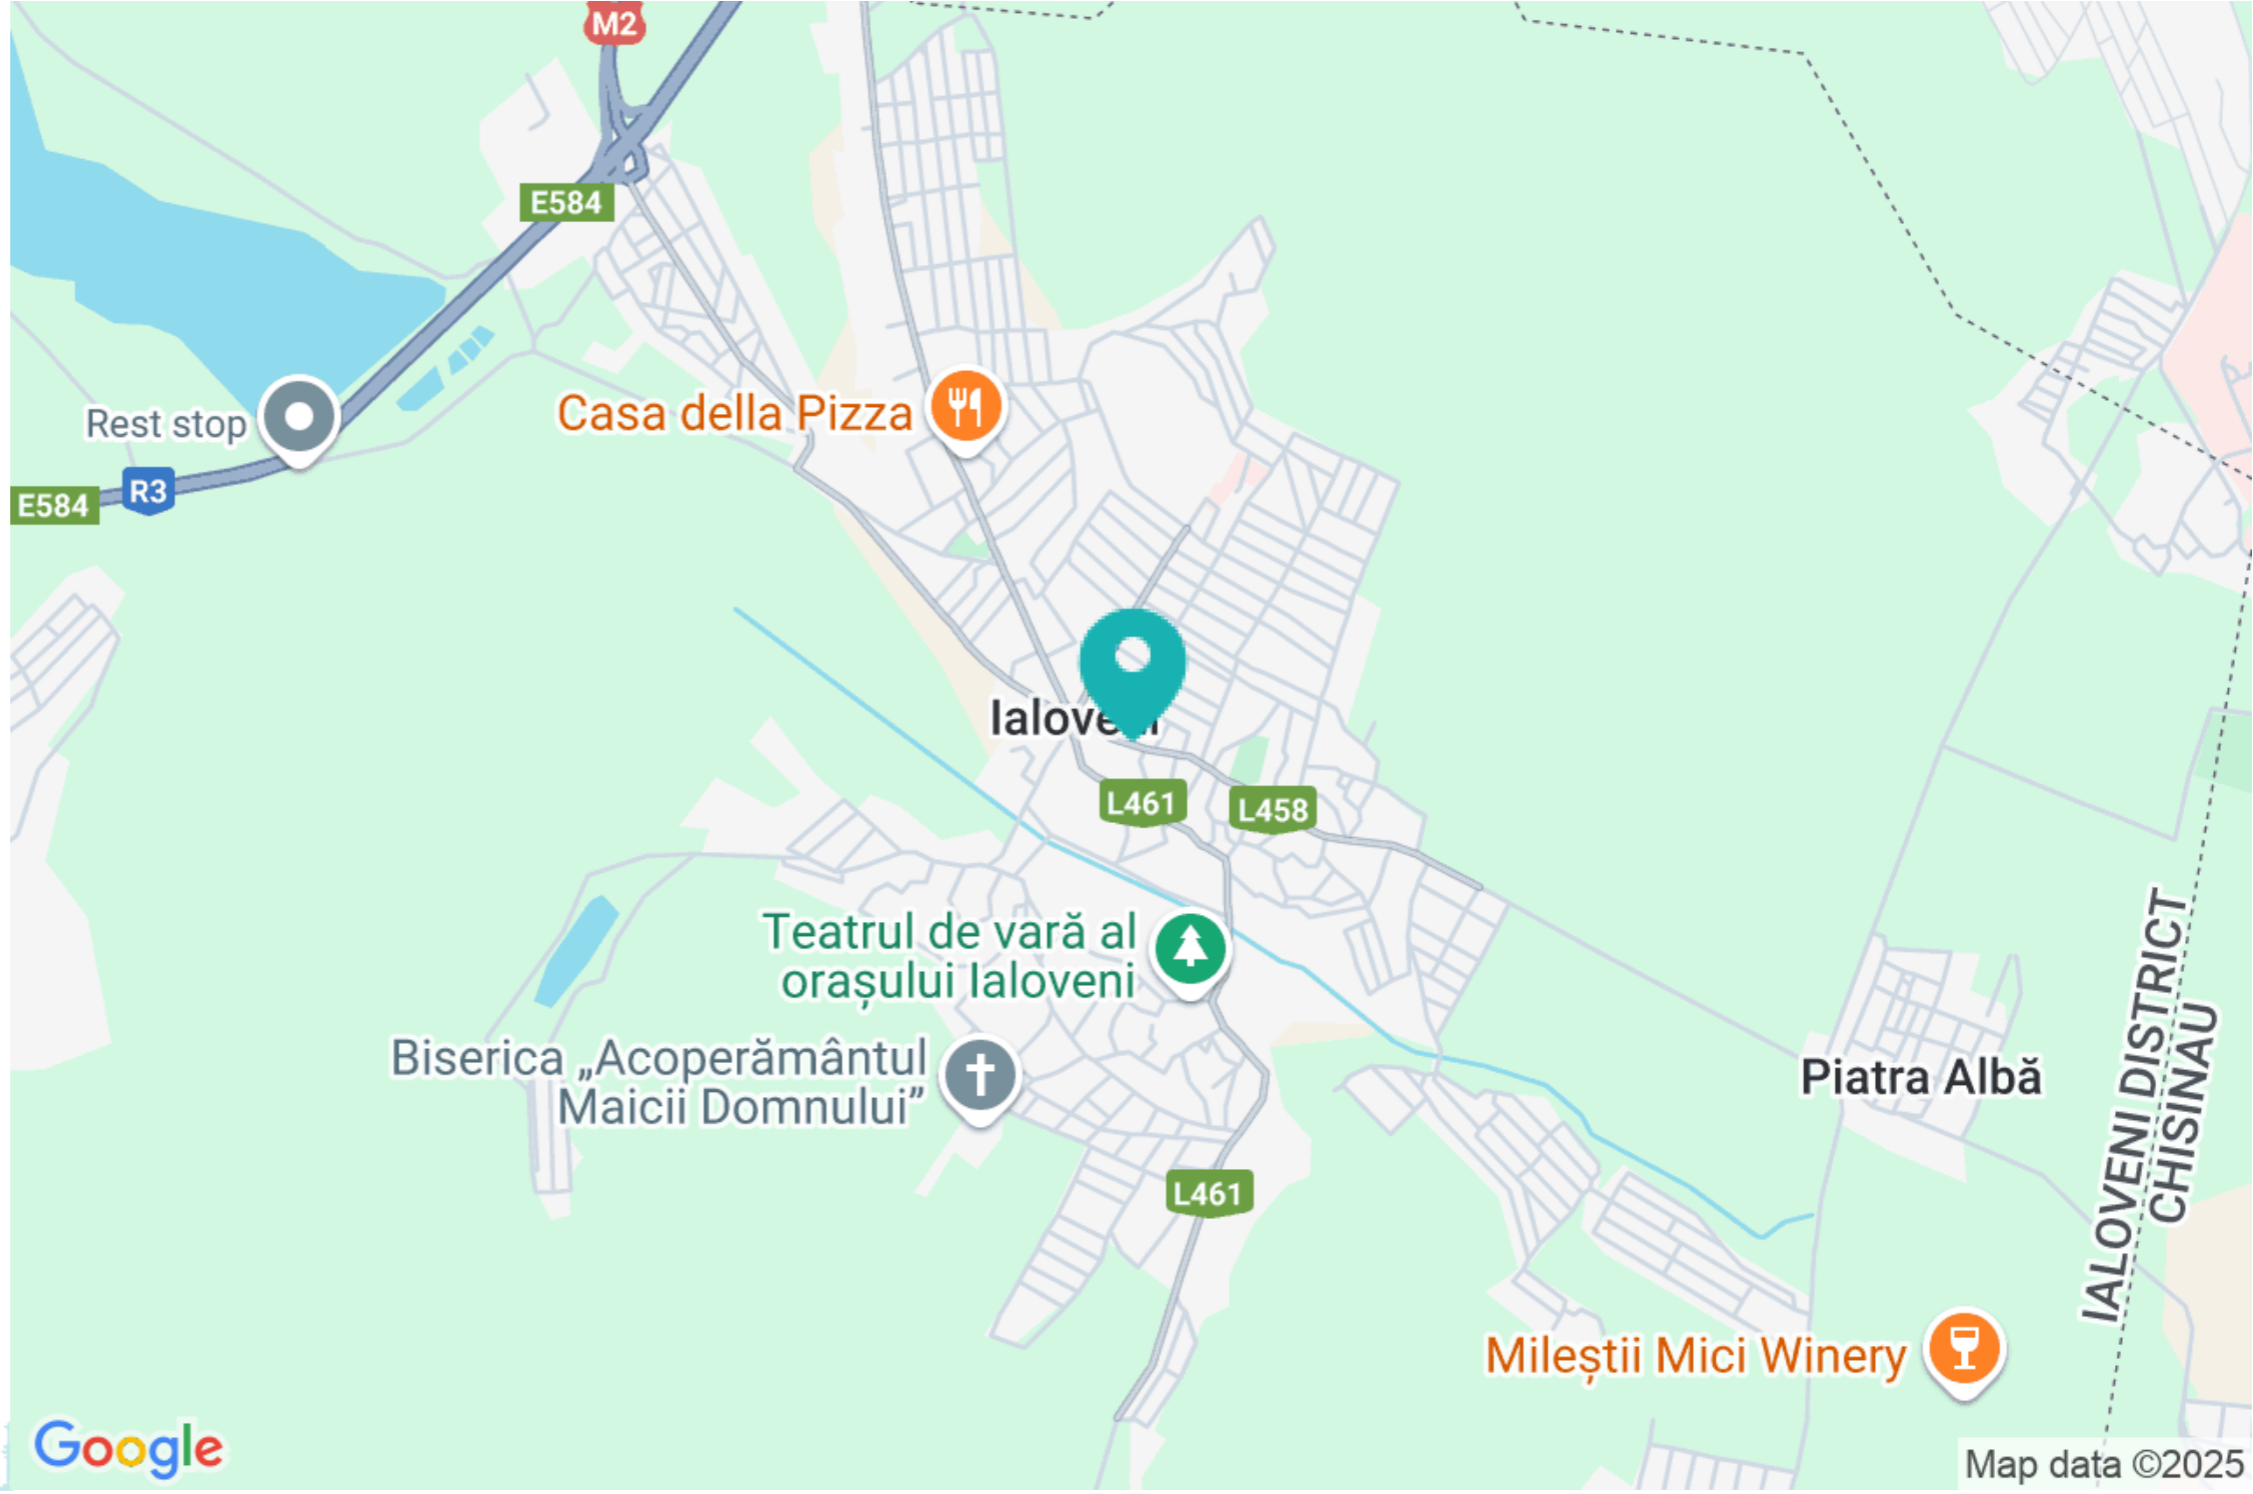 M2
E584
Casa della Pizza
Rest stop
R3
E584
Ialoveni
L461
L458
Teatrul de vară al
orașului Ialoveni
Biserica „Acoperământul
Maicii Domnului”
Piatra Albă
IALOVENI DISTRICT
CHISINAU
L461
Mileștii Mici Winery
Google
Map data ©2025